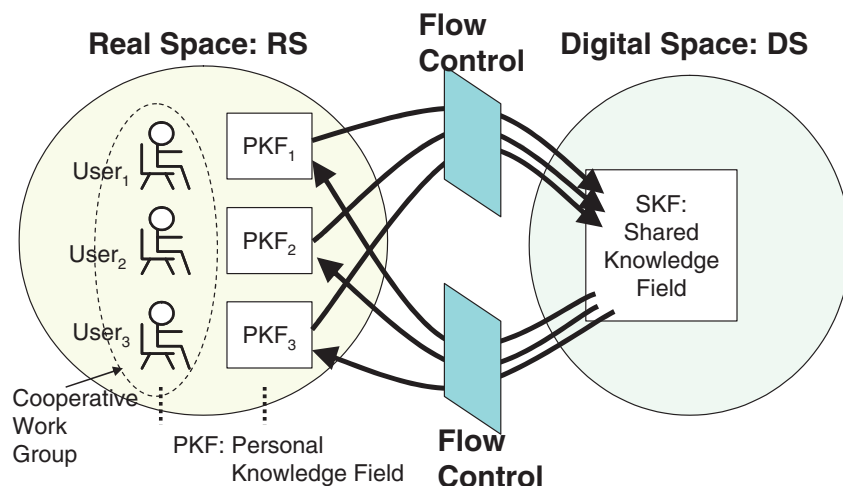 Real Space: RS
Flow
Control
Digital Space: DS
User1
PKF1
User2
PKF2
User3
PKF3
SKF:
Shared
Knowledge
Field
Cooperative
Work
Group
PKF: Personal
Knowledge Field
Flow
Control